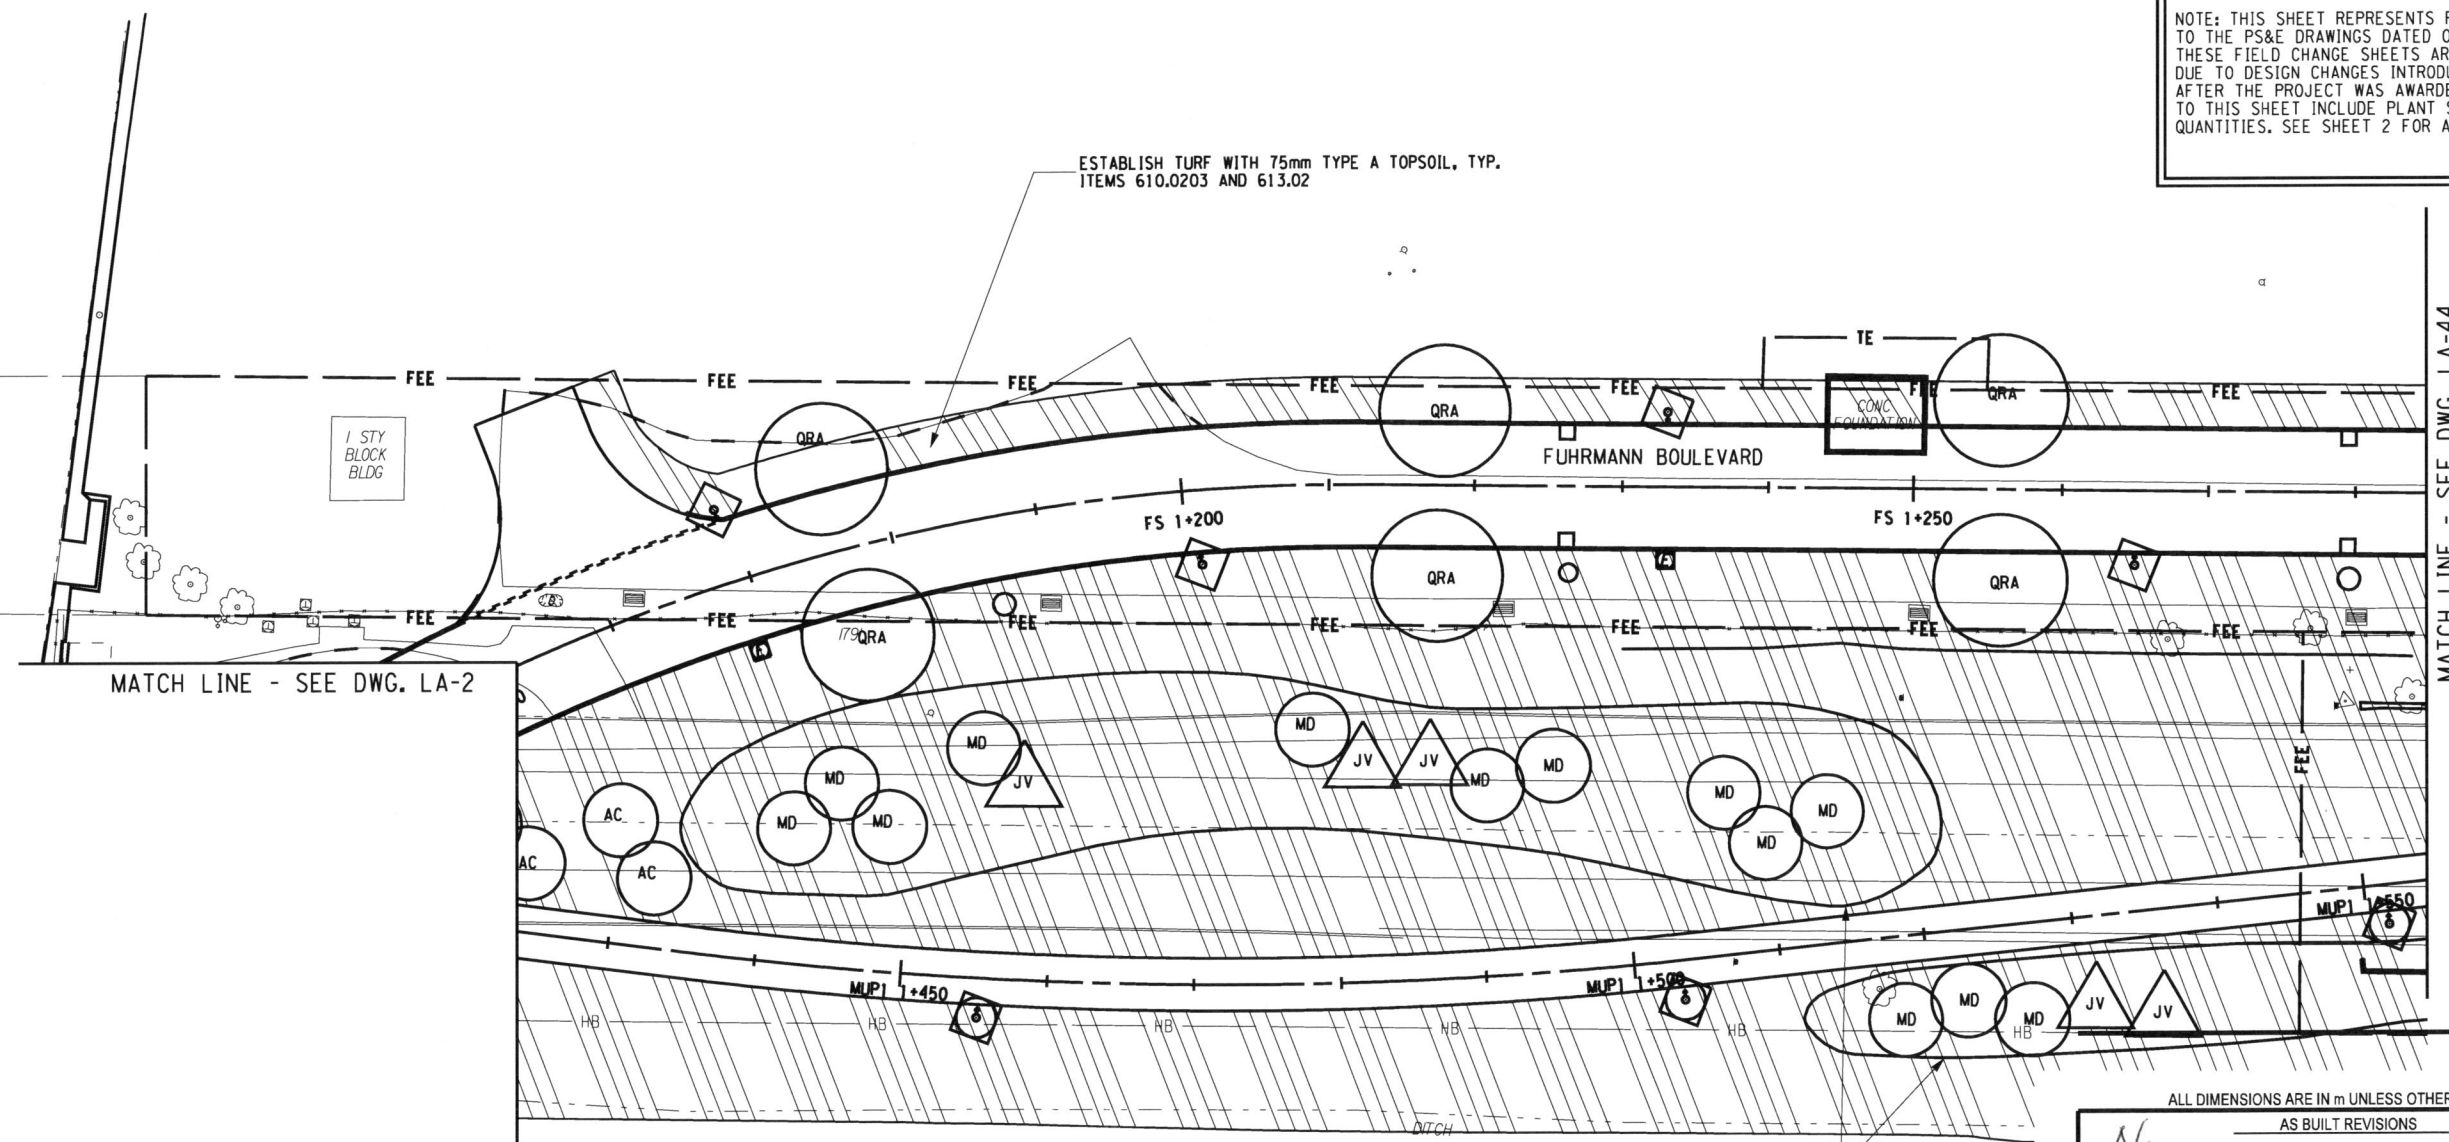 NOTE: THIS SHEET REPRESENTS
TO THE PS&E DRAWINGS DATED
THESE FIELD CHANGE SHEETS
DUE TO DESIGN CHANGES
AFTER THE PROJECT WAS
TO THIS SHEET INCLUDE PLANT
QUANTITIES. SEE SHEET 2 FOR
ESTABLISH TURF WITH 75mm TYPE A TOPSOIL, TYP.
ITEMS 610.0203 AND 613.02
TE
FEE FEE FEE FEE FEE FEE FEE
1 STY
BLOCK
BLDG
QRA QRA QRA
CONC
FOUNDATION
FUHRMANN BOULEVARD
FS 1+200 FS 1+250
MATCH LINE - SEE DWG. LA-44
FEE FEE FEE FEE FEE FEE FEE
QRA QRA QRA
MATCH LINE - SEE DWG. LA-2
MD MD MD MD JV
MD JV JV MD MD
MD MD MD
FEE
AC AC AC
MUP1 1+450 MUP1 1+500 MUP1 1+550
HB HB HB HB HB HB
MD MD MD JV JV
DITCH
ALL DIMENSIONS ARE IN m UNLESS
AS BUILT REVISIONS